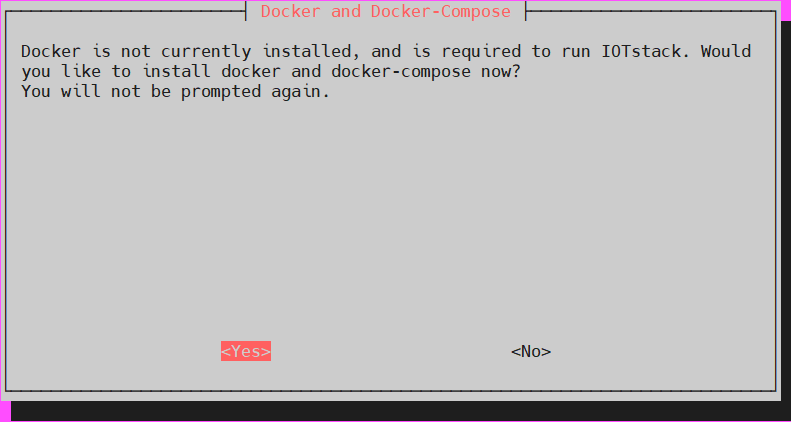 Docker and Docker-Compose
Docker is not currently installed, and is required to run IOTstack. Would
you like to install docker and docker-compose now?
You will not be prompted again.
<Yes> <No>